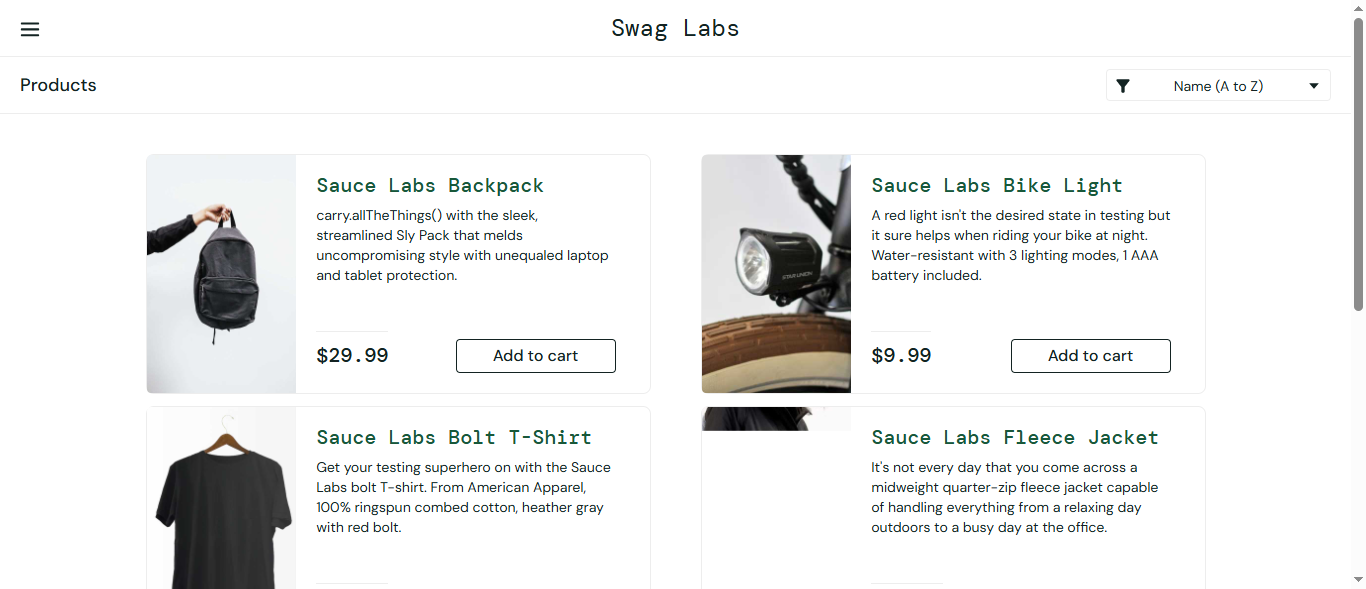 Swag Labs
Products
Name (A to Z)
Sauce Labs Backpack
carry.allTheThings() with the sleek,
streamlined Sly Pack that melds
uncompromising style with unequaled laptop
and tablet protection.
$29.99
Add to cart
Sauce Labs Bike Light
A red light isn't the desired state in testing but
it sure helps when riding your bike at night.
Water-resistant with 3 lighting modes, 1 AAA
battery included.
STAR UNION
$9.99
Add to cart
Sauce Labs Bolt T-Shirt
Get your testing superhero on with the Sauce
Labs bolt T-shirt. From American Apparel,
100% ringspun combed cotton, heather gray
with red bolt.
Sauce Labs Fleece Jacket
It's not every day that you come across a
midweight quarter-zip fleece jacket capable
of handling everything from a relaxing day
outdoors to a busy day at the office.